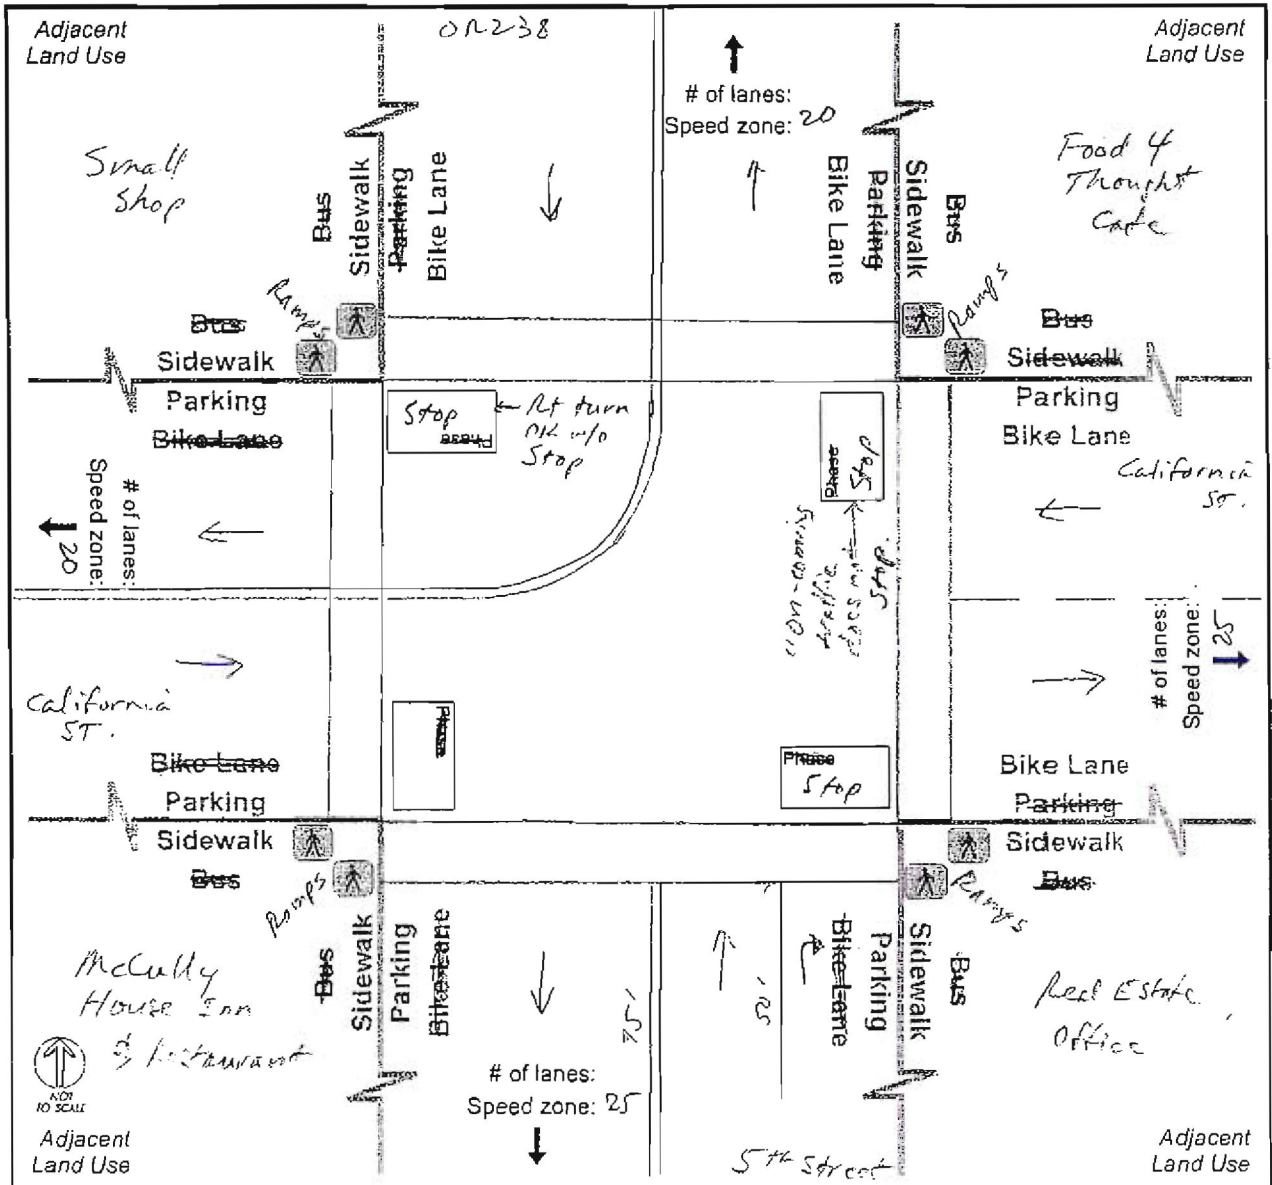 Adjacent
Land Use
OR238
Adjacent
Land Use
# of lanes:
Speed zone: 20
Small
Shop
Food 4
Thought
Cafe
Bus
Sidewalk
Parking
Bike Lane
Bike Lane
Parking
Sidewalk
Bus
Ramps
Ramps
Bus
Sidewalk
Parking
Bike Lane
Bus
Sidewalk
Parking
Bike Lane
Stop
Phase
Rt turn
OK w/o
Stop
Stop
Phase
Stop.
traffic
on-coming
California
ST.
# of lanes:
Speed zone: 20
# of lanes:
Speed zone: 25
California
ST.
Phase
Phase
Stop
Bike Lane
Parking
Sidewalk
Bus
Bike Lane
Parking
Sidewalk
Bus
Ramps
Ramps
Bus
Sidewalk
Parking
Bike Lane
Bike Lane
Parking
Sidewalk
Bus
McCully
House Inn
& Restaurant
Real Estate
Office
NOT
TO SCALE
# of lanes:
Speed zone: 25
5th Street
Adjacent
Land Use
Adjacent
Land Use